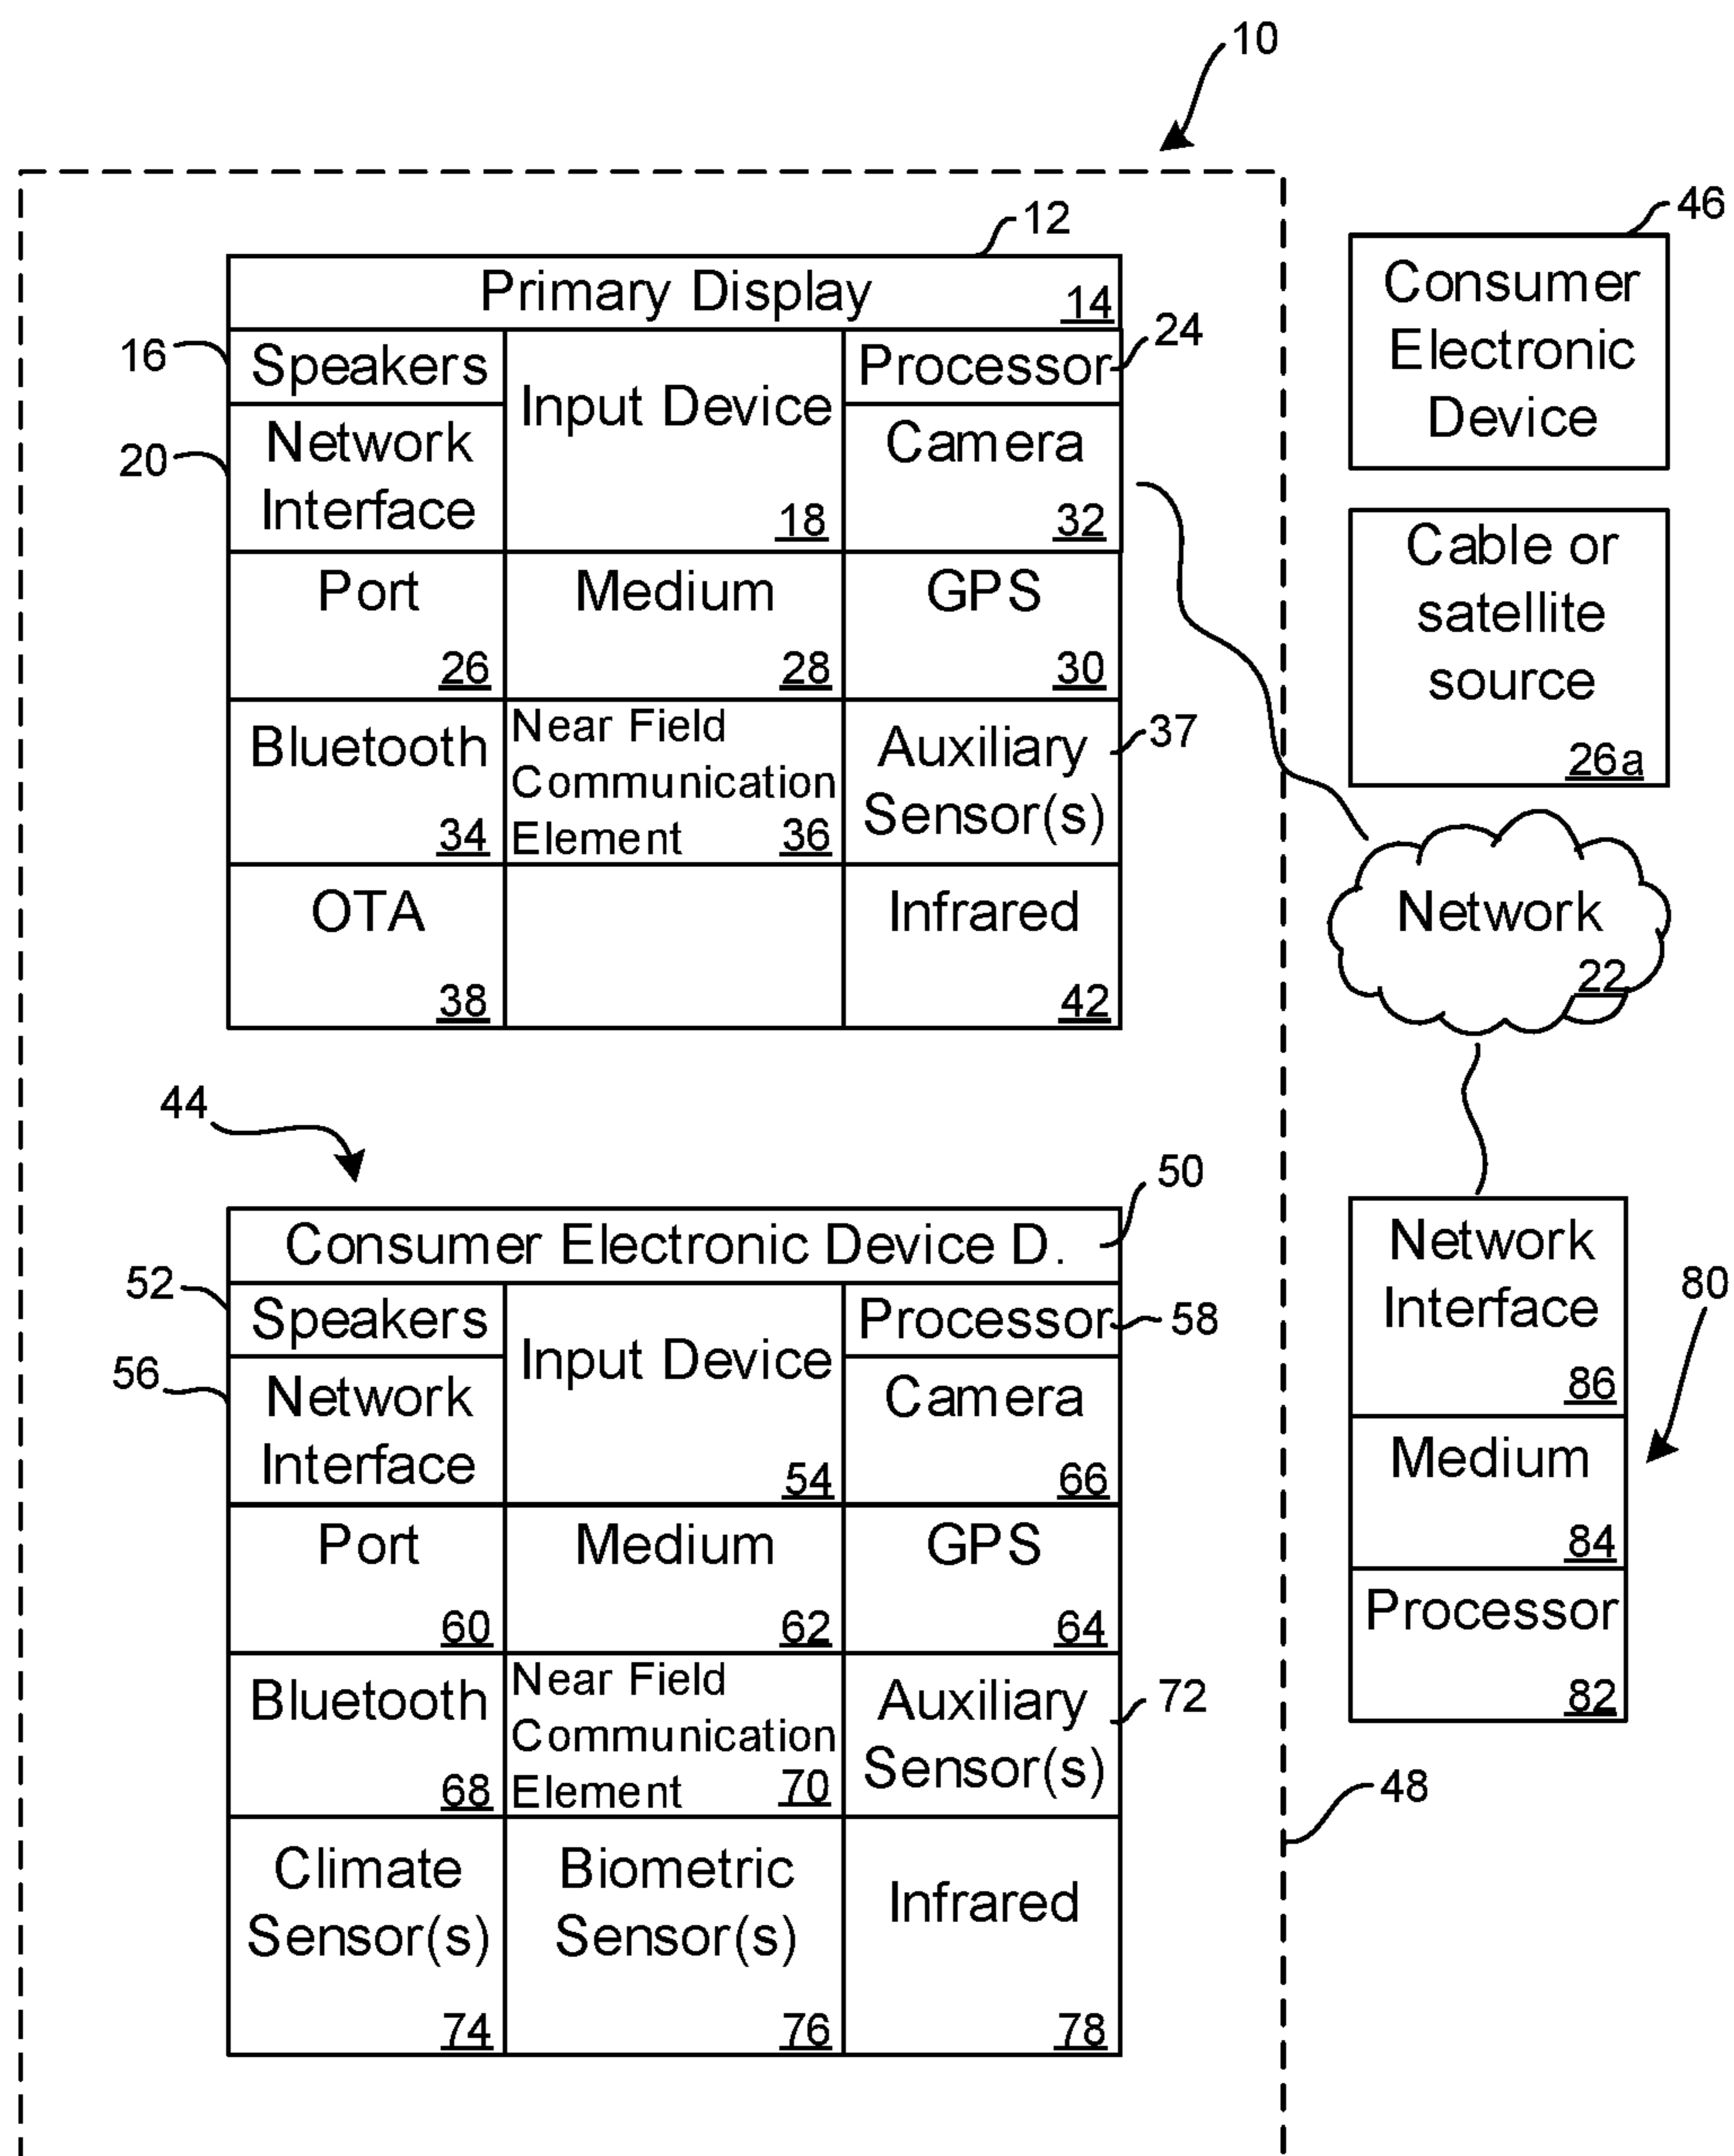 10
12
Primary Display
14
16
Speakers
Input Device
18
Processor
24
20
Network
Interface
Camera
32
Port
26
Medium
28
GPS
30
Bluetooth
34
Near Field
Communication
Element
36
Auxiliary
Sensor(s)
37
OTA
38
Infrared
42
46
Consumer
Electronic
Device
Cable or
satellite
source
26a
Network
22
44
50
Consumer Electronic Device D.
52
Speakers
Input Device
54
Processor
58
56
Network
Interface
Camera
66
Port
60
Medium
62
GPS
64
Bluetooth
68
Near Field
Communication
Element
70
Auxiliary
Sensor(s)
72
Climate
Sensor(s)
74
Biometric
Sensor(s)
76
Infrared
78
Network
Interface
86
80
Medium
84
Processor
82
48